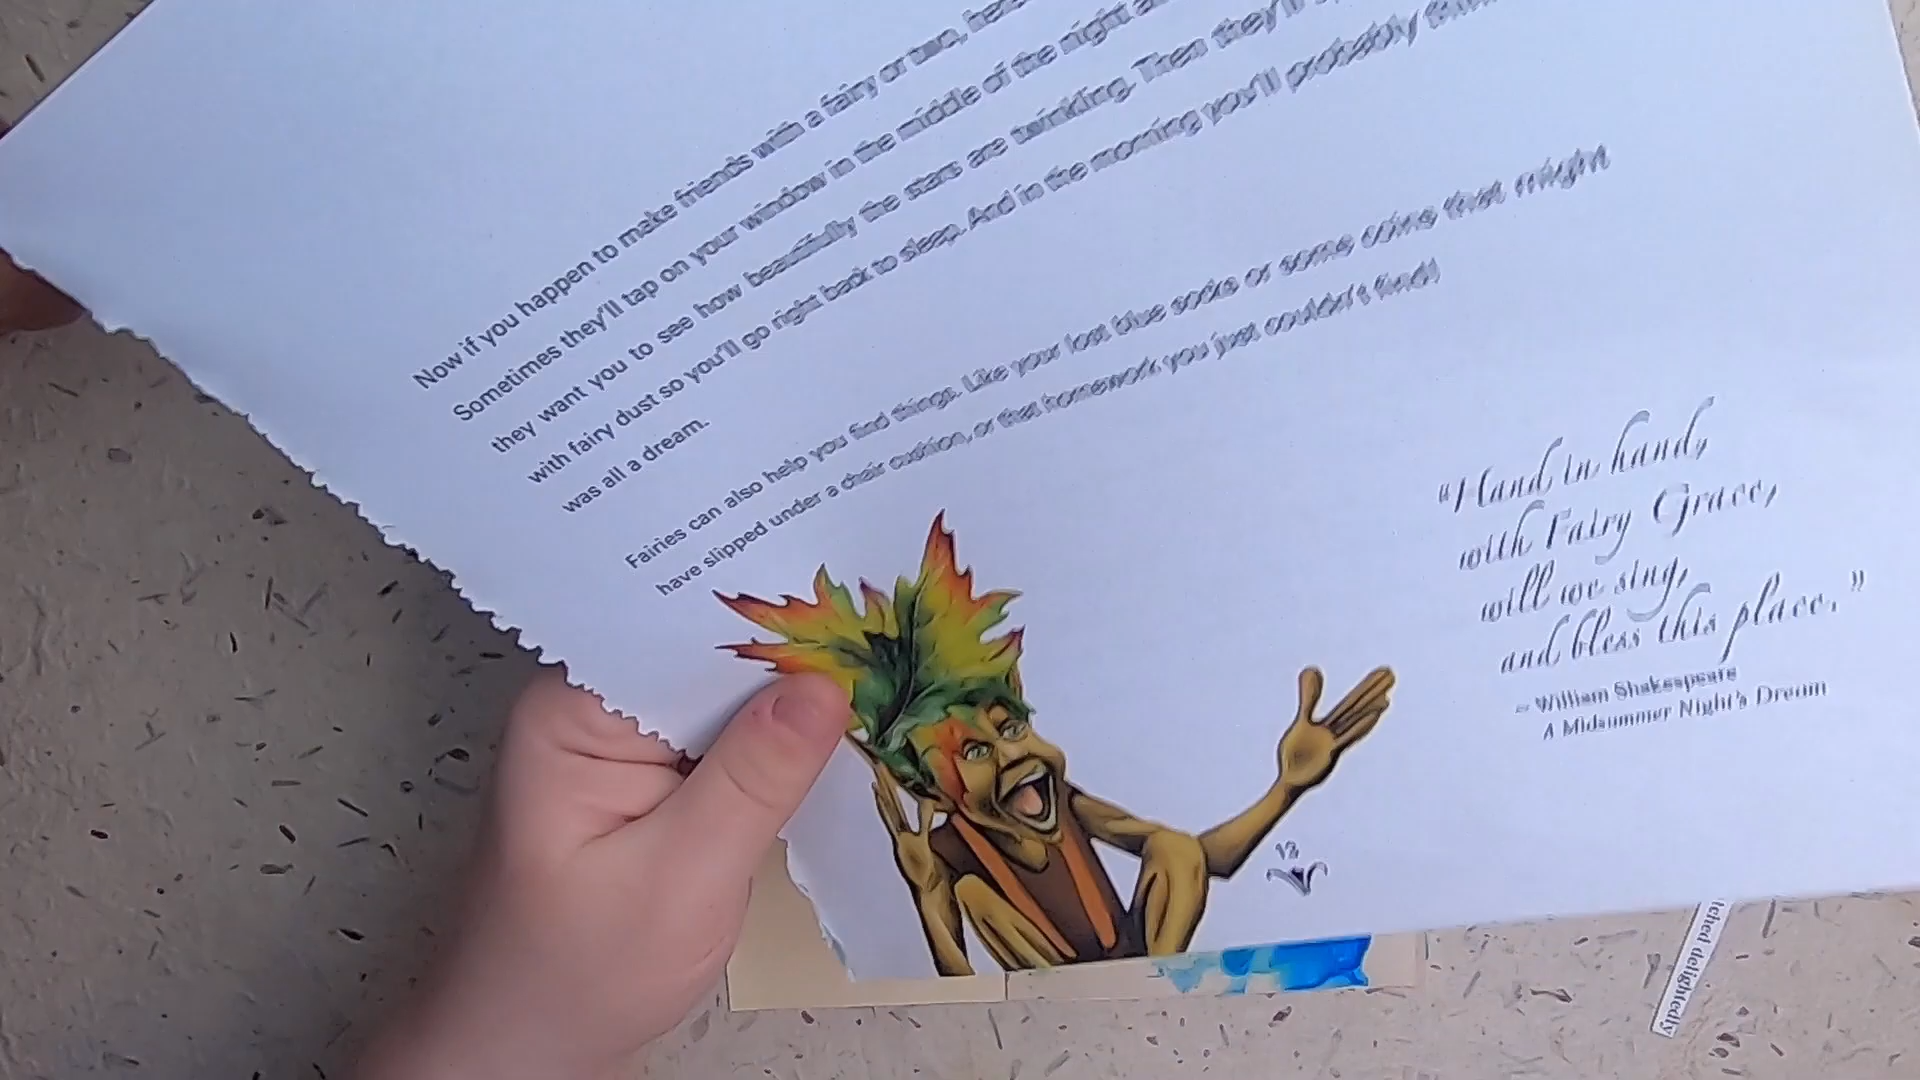 Now if you happen to make friends with a fairy or two,
Sometimes they'll tap on your window in the middle of the night
they want you to see how beautifully the stars are twinkling. Then they'll
with fairy dust so you'll go right back to sleep. And in the morning you'll probably
was all a dream.
Fairies can also help you find things. Like your lost blue socks or some coins that might
have slipped under a chair cushion, or that homework you just couldn't find!
"Hand in hand,
with Fairy Grace,
will we sing,
and bless this place."
~ William Shakespeare
A Midsummer Night's Dream
12
delightedly